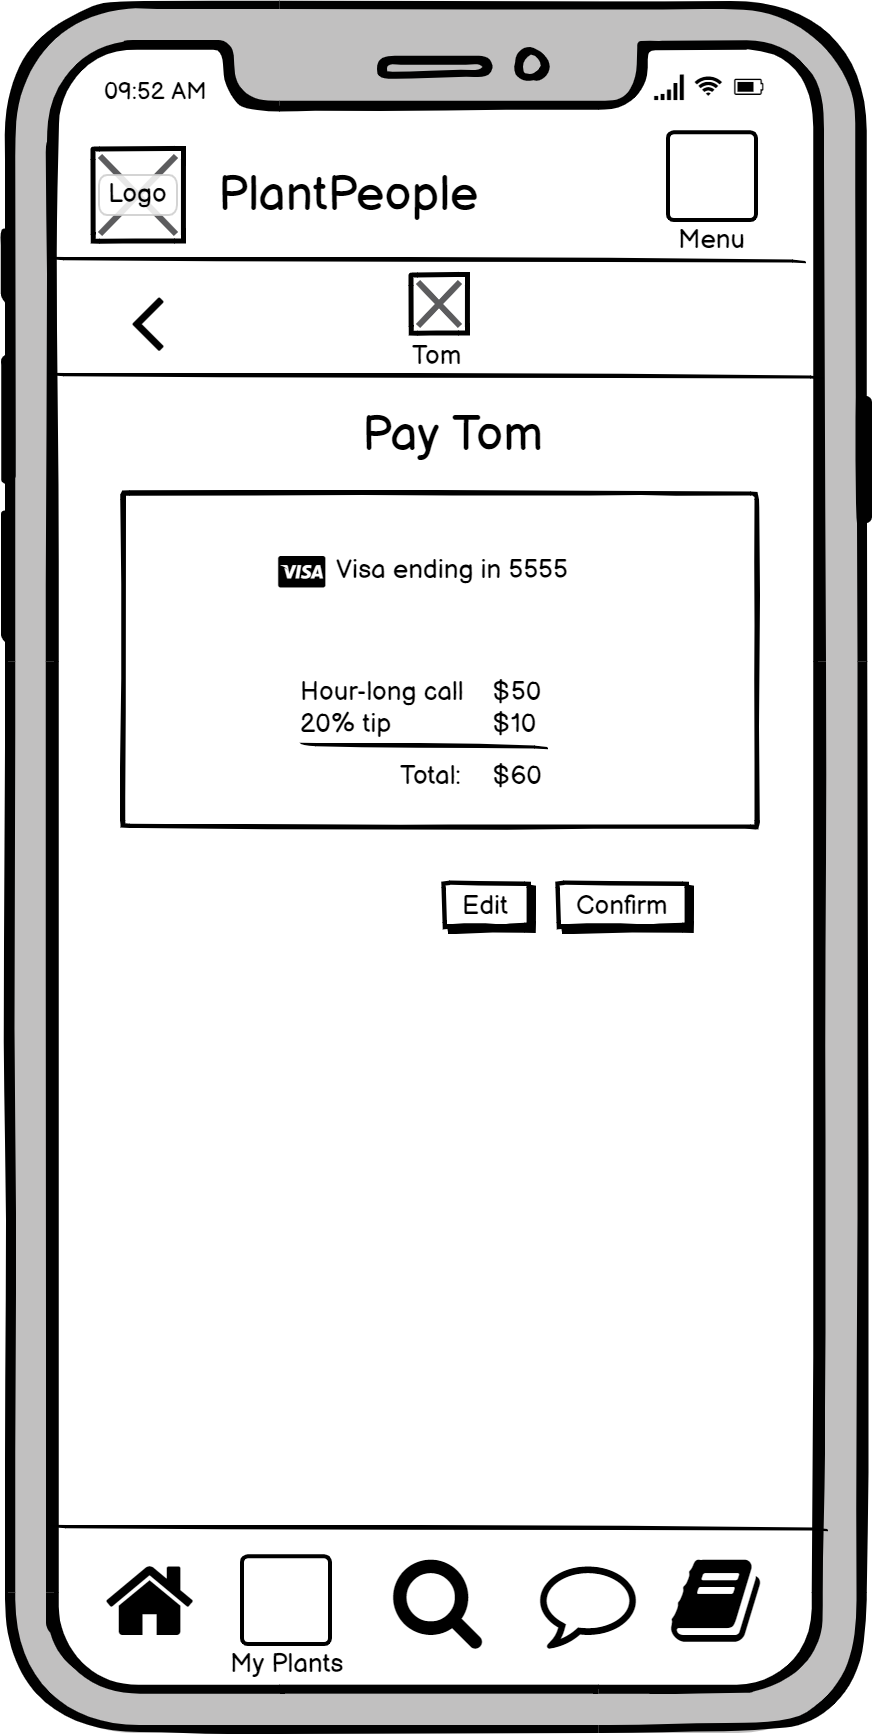 09:52 AM
Logo
PlantPeople
Menu
Tom
Pay Tom
VISA Visa ending in 5555
Hour-long call $50
20% tip $10
Total: $60
Edit Confirm
My Plants